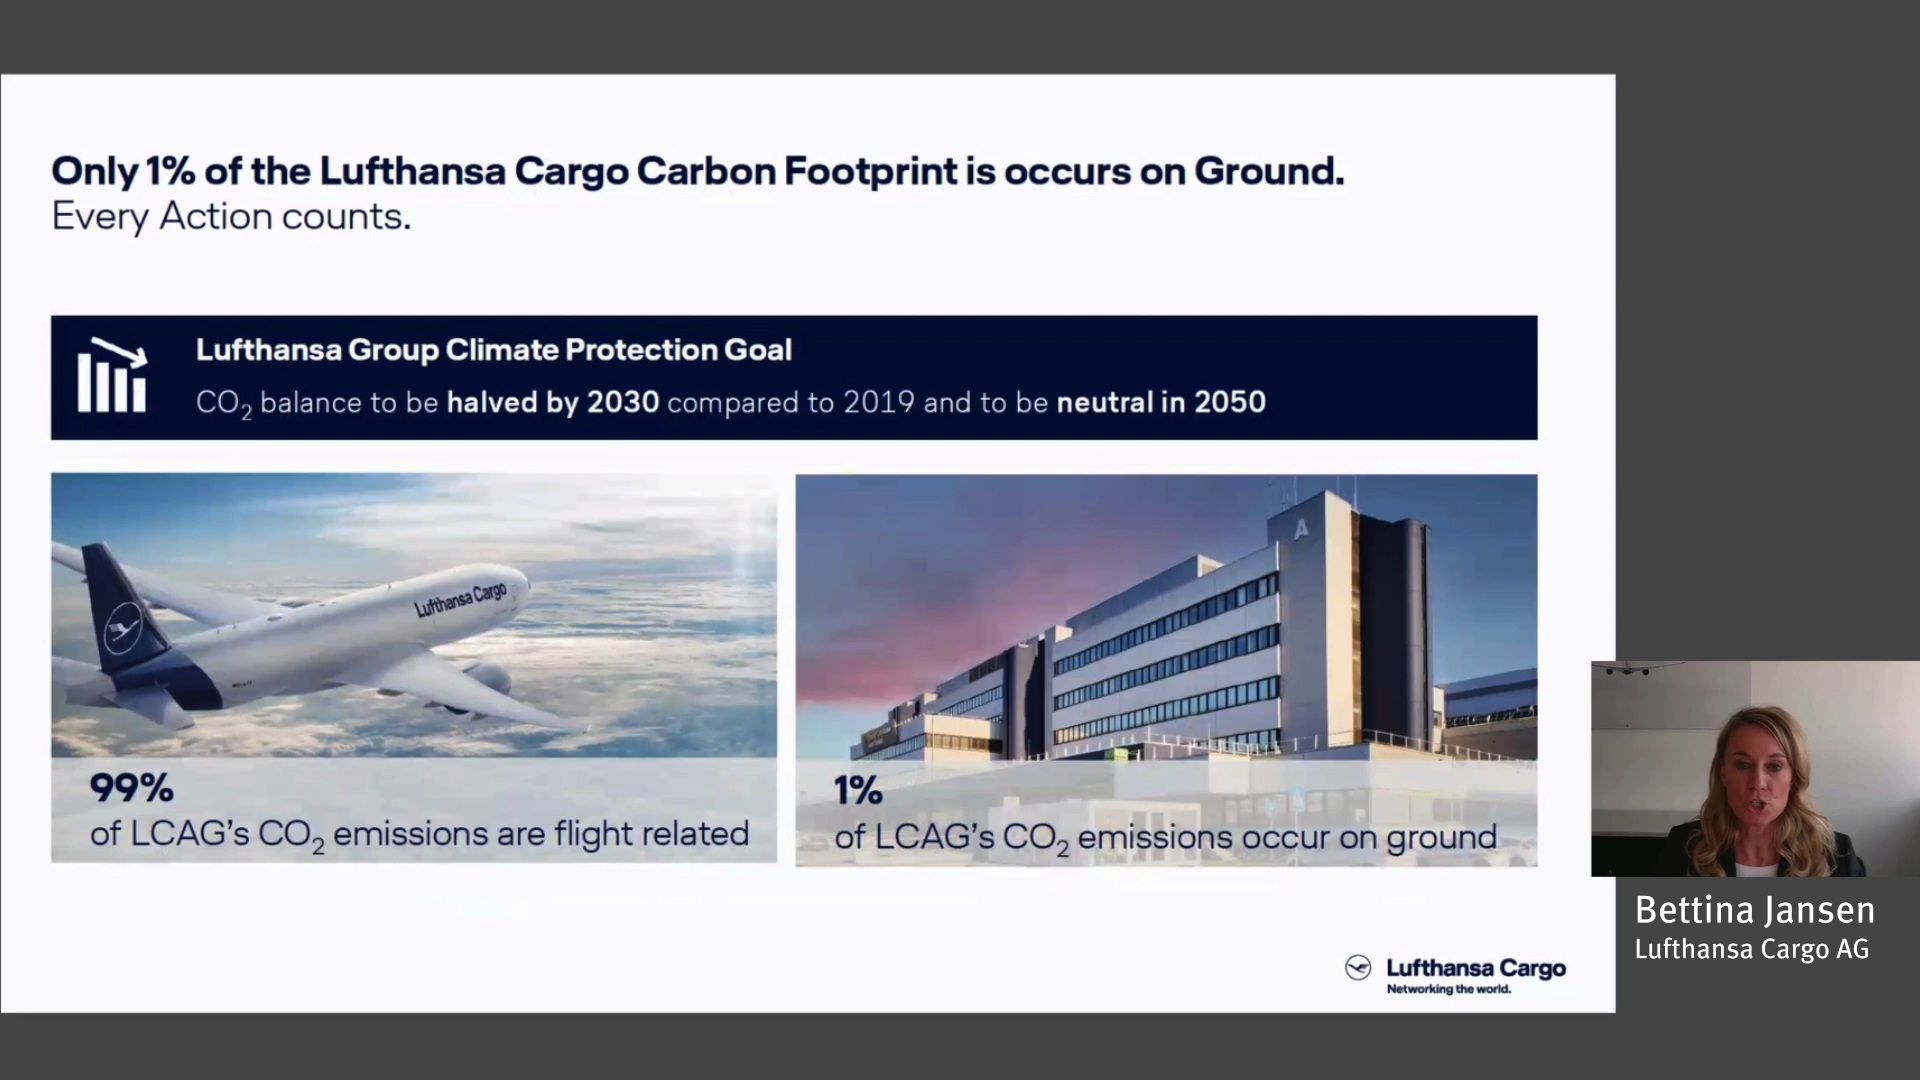 Only 1% of the Lufthansa Cargo Carbon Footprint is occurs on Ground.
Every Action counts.
Lufthansa Group Climate Protection Goal
CO₂ balance to be halved by 2030 compared to 2019 and to be neutral in 2050
Lufthansa Cargo
99%
of LCAG’s CO₂ emissions are flight related
A
1%
of LCAG’s CO₂ emissions occur on ground
Bettina Jansen
Lufthansa Cargo AG
Lufthansa Cargo
Networking the world.